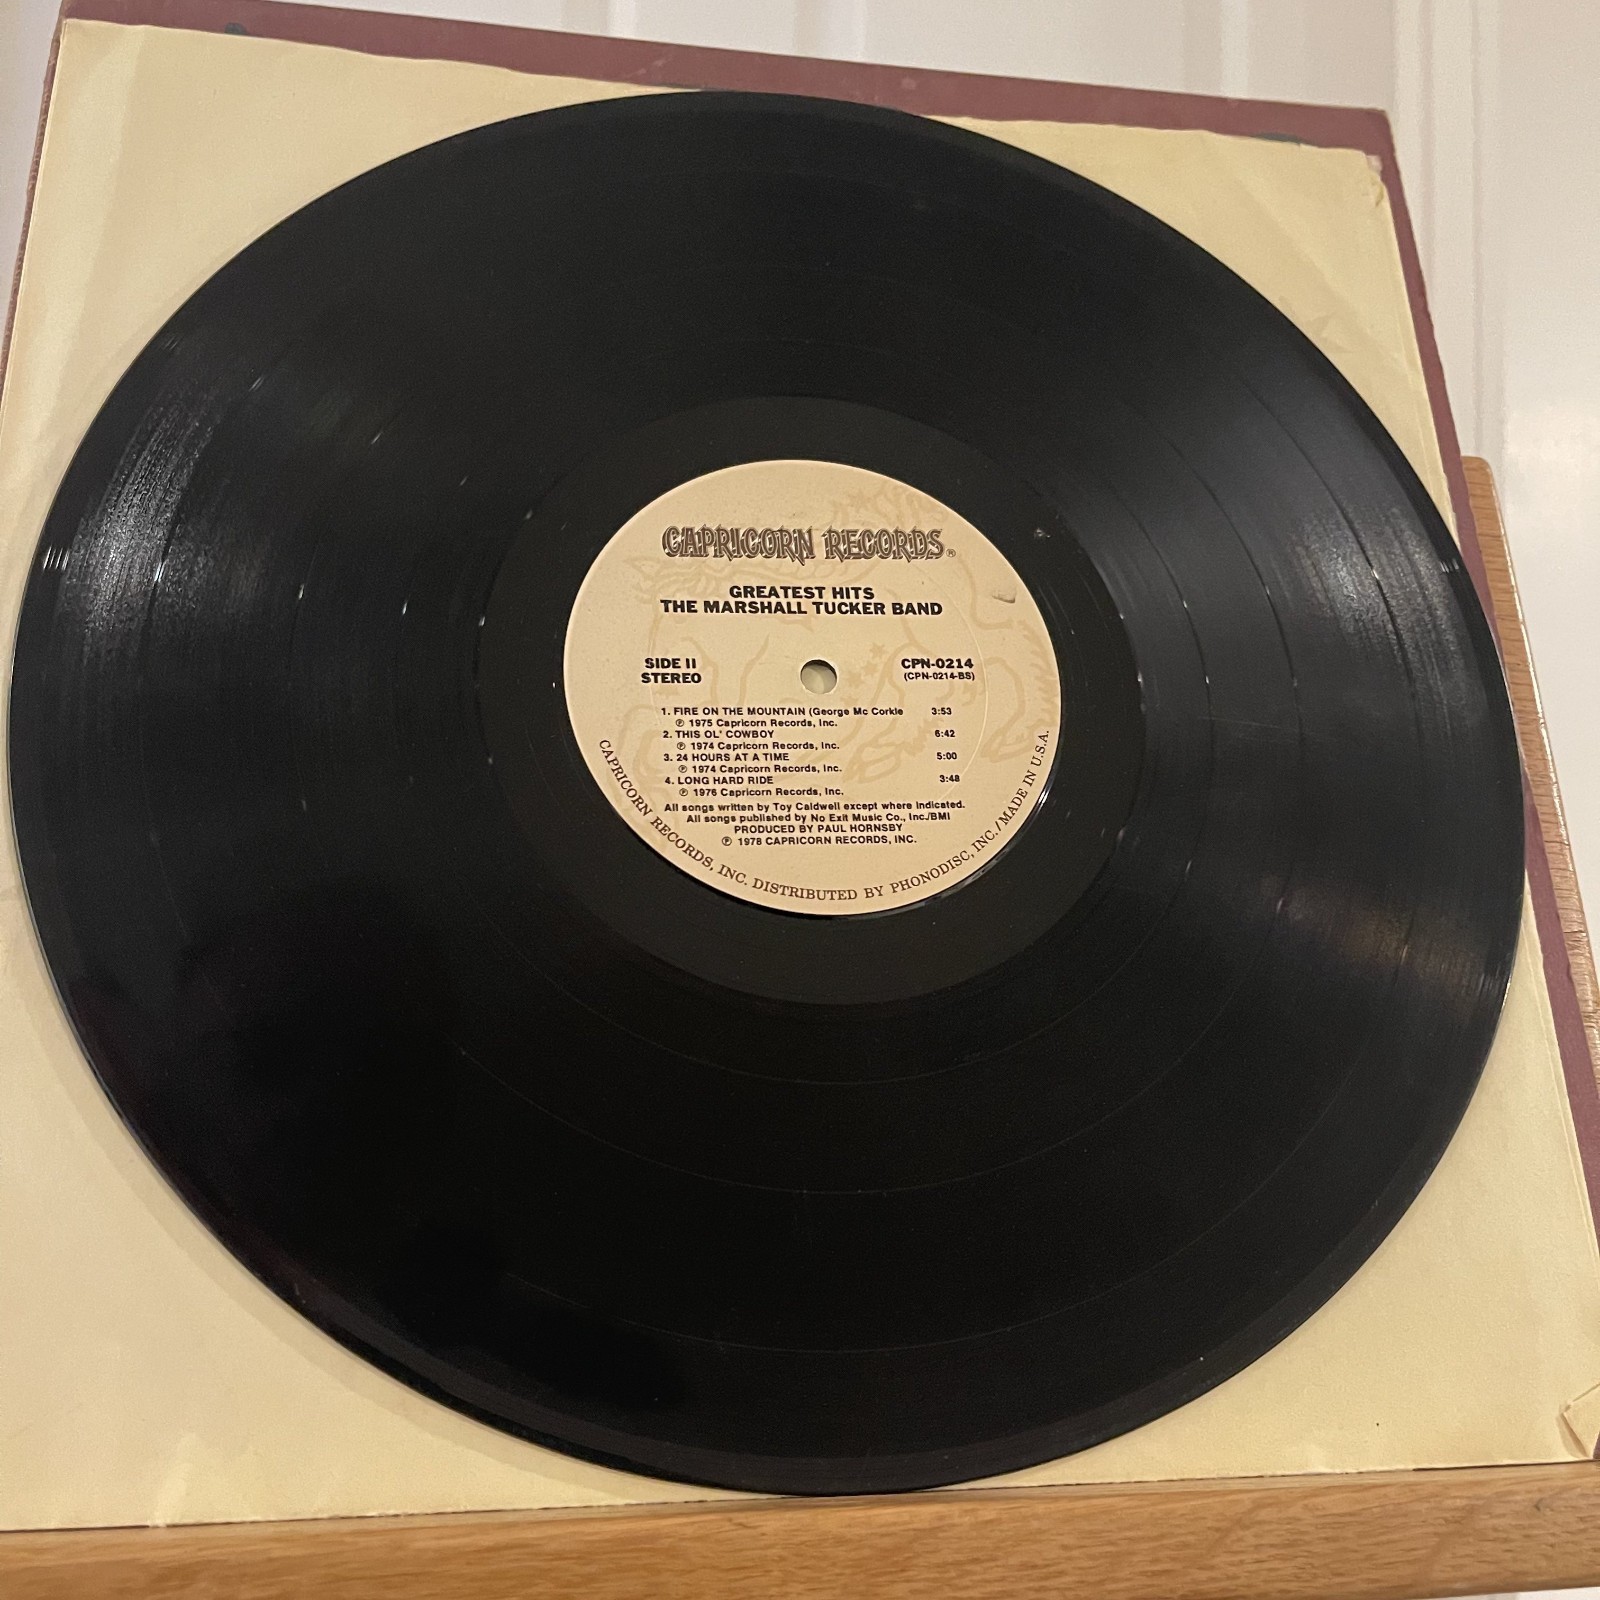 CAPRICORN RECORDS®
GREATEST HITS
THE MARSHALL TUCKER BAND
SIDE II
STEREO
CPN-0214
(CPN-0214-BS)
1. FIRE ON THE MOUNTAIN (George Mc Corkle 3:53
℗ 1975 Capricorn Records, Inc.
2. THIS OL' COWBOY 6:42
℗ 1974 Capricorn Records, Inc.
3. 24 HOURS AT A TIME 5:00
℗ 1974 Capricorn Records, Inc.
4. LONG HARD RIDE 3:48
℗ 1976 Capricorn Records, Inc.
All songs written by Toy Caldwell except where indicated.
All songs published by No Exit Music Co., Inc./BMI
PRODUCED BY PAUL HORNSBY
℗ 1978 CAPRICORN RECORDS, INC.
CAPRICORN RECORDS, INC. DISTRIBUTED BY PHONODISC, INC./MADE IN U.S.A.